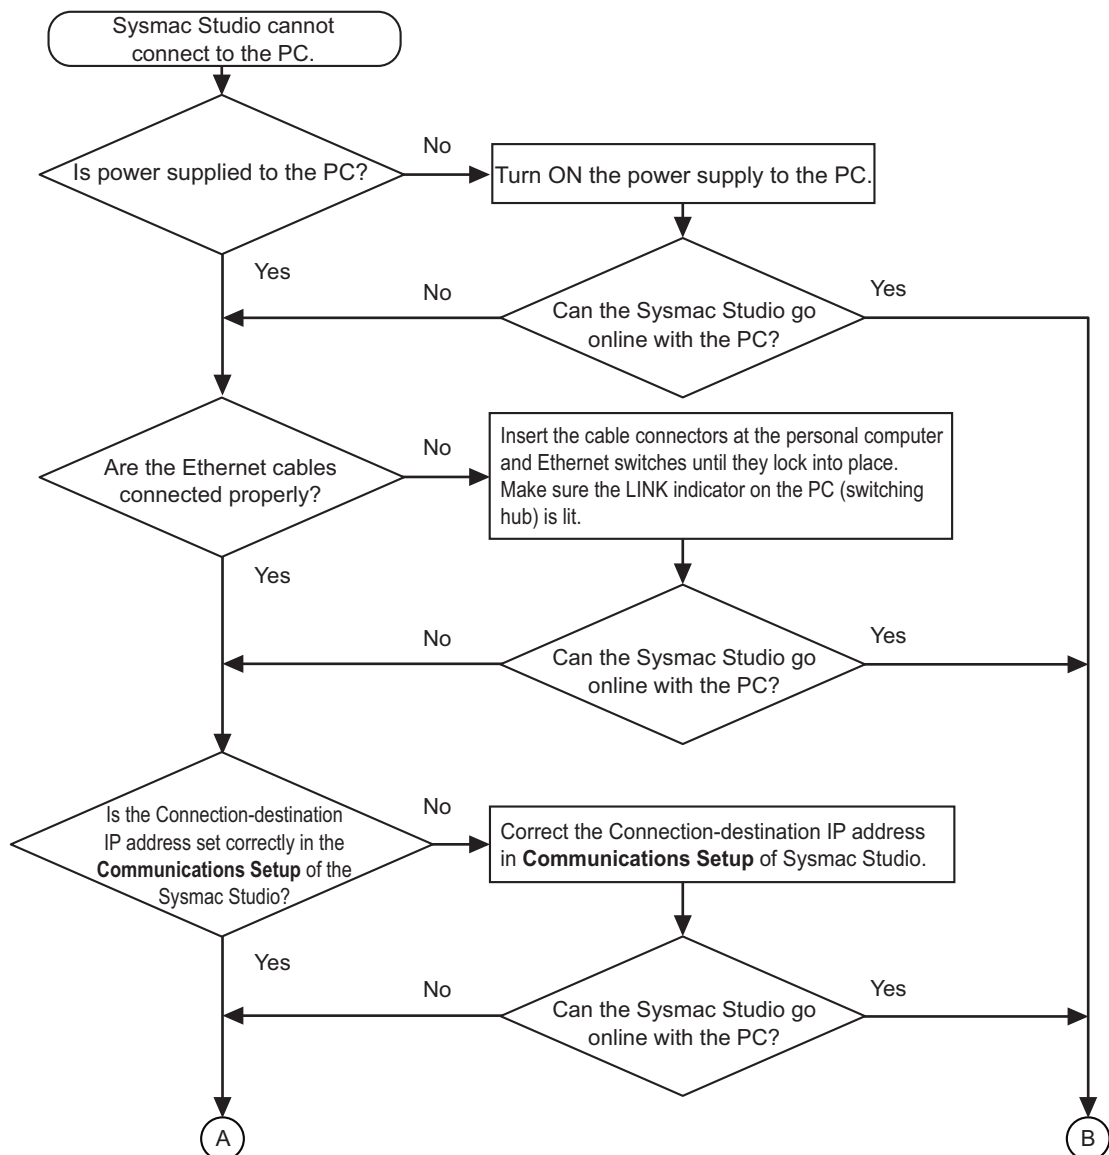 Sysmac Studio cannot
connect to the PC.
Is power supplied to the PC?
No
Turn ON the power supply to the PC.
Yes
No
Can the Sysmac Studio go
online with the PC?
Yes
Are the Ethernet cables
connected properly?
No
Insert the cable connectors at the personal computer
and Ethernet switches until they lock into place.
Make sure the LINK indicator on the PC (switching
hub) is lit.
Yes
No
Can the Sysmac Studio go
online with the PC?
Yes
Is the Connection-destination
IP address set correctly in the
Communications Setup of the
Sysmac Studio?
No
Correct the Connection-destination IP address
in Communications Setup of Sysmac Studio.
Yes
No
Can the Sysmac Studio go
online with the PC?
Yes
A
B